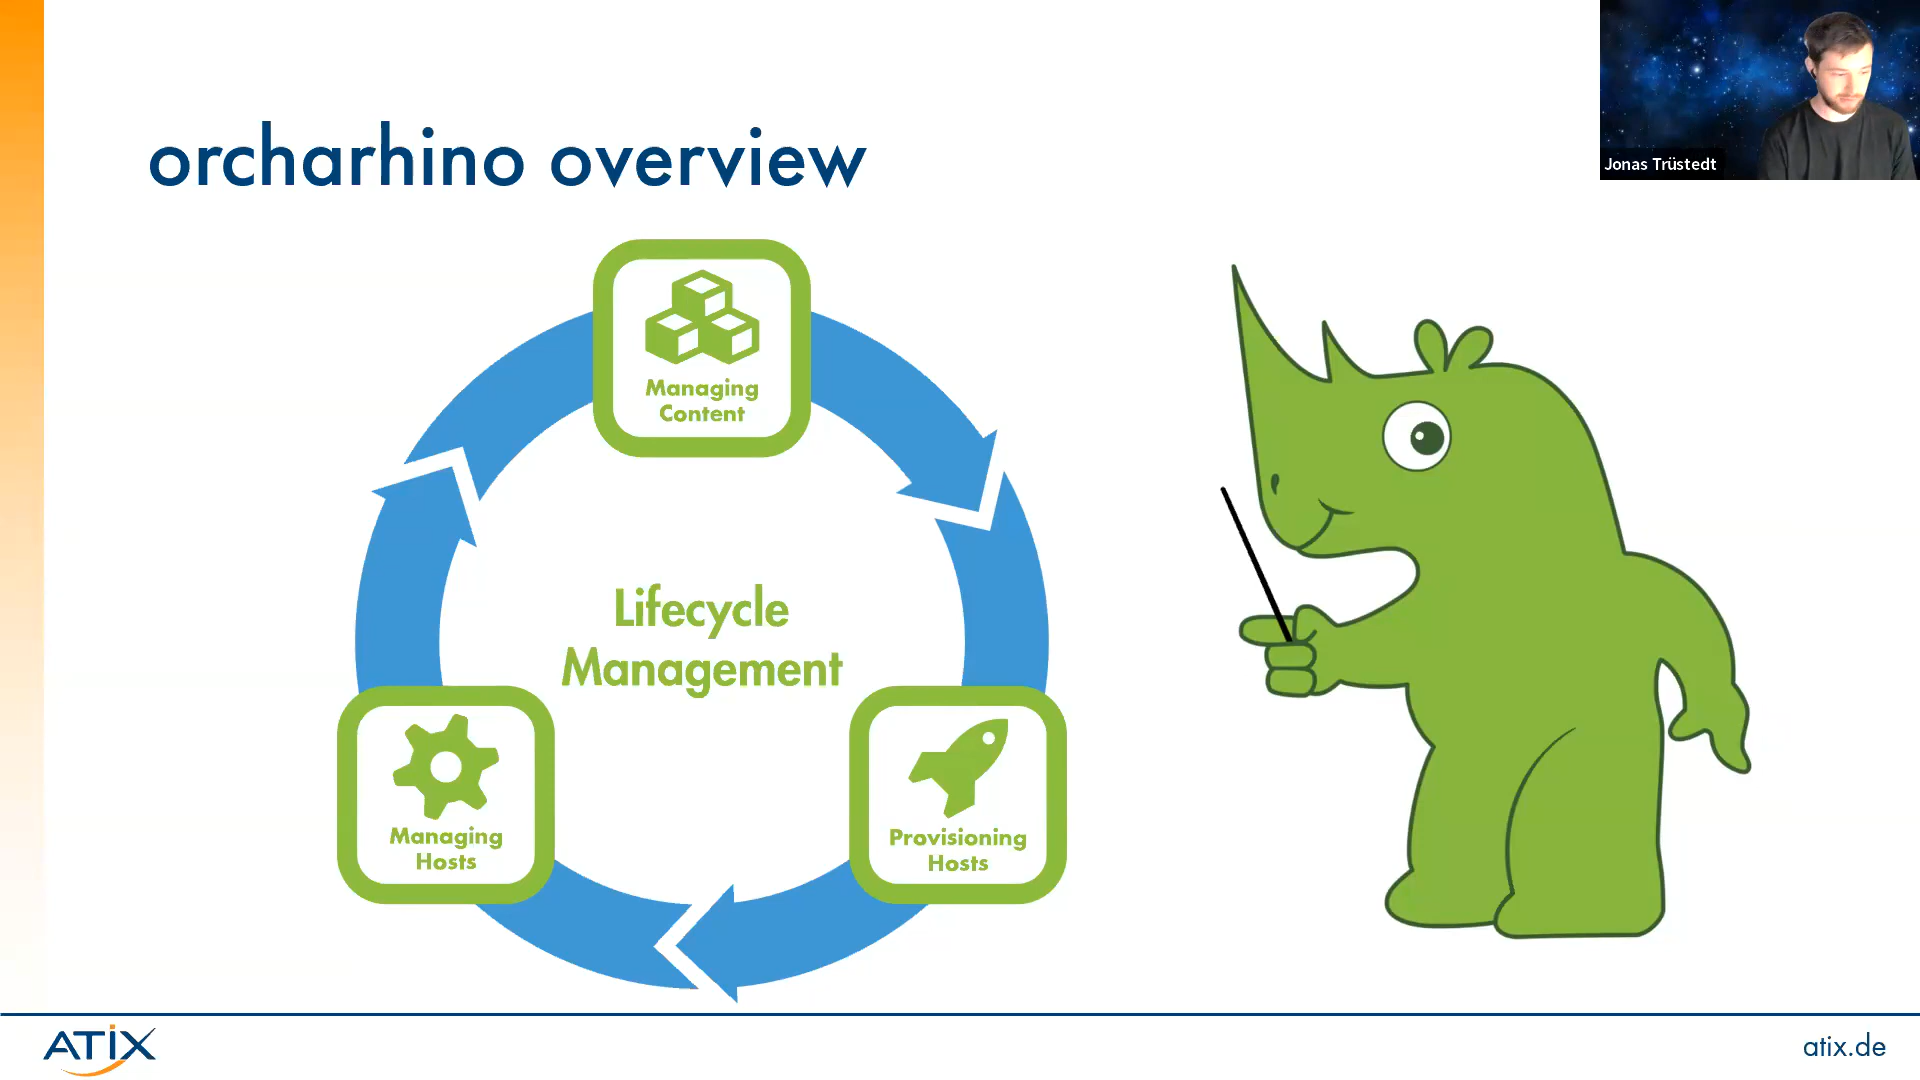 orcharhino overview
Jonas Trüstedt
Managing
Content
Lifecycle
Management
Managing
Hosts
Provisioning
Hosts
ATIX
atix.de